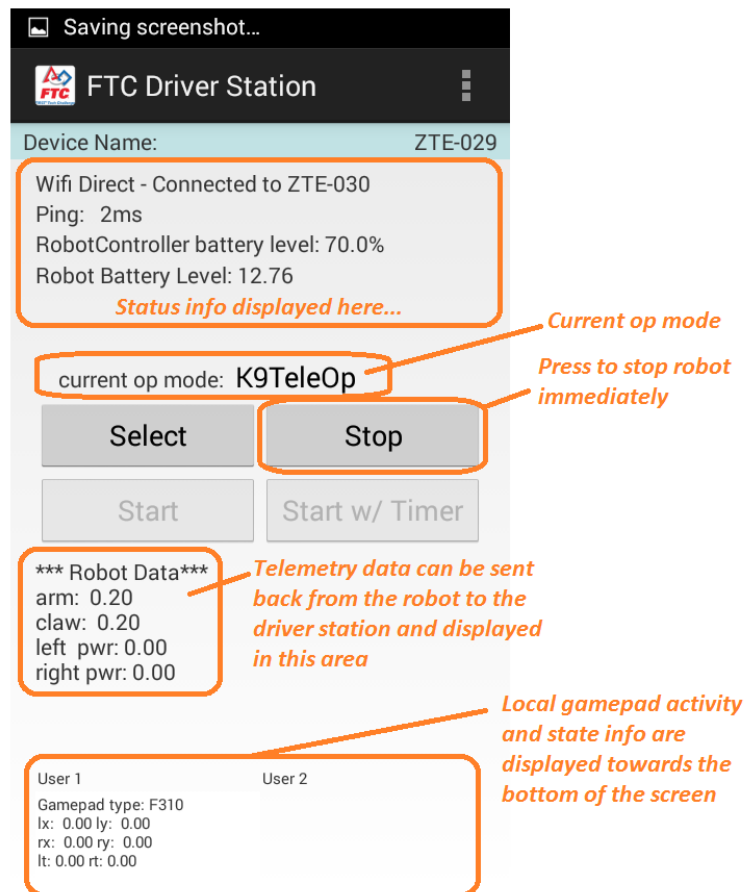 Saving screenshot…
FTC
FTC Driver Station
Device Name: ZTE-029
Wifi Direct - Connected to ZTE-030
Ping: 2ms
RobotController battery level: 70.0%
Robot Battery Level: 12.76
Status info displayed here...
Current op mode
current op mode: K9TeleOp
Press to stop robot
immediately
Select
Stop
Start
Start w/ Timer
*** Robot Data***
arm: 0.20
claw: 0.20
left pwr: 0.00
right pwr: 0.00
Telemetry data can be sent
back from the robot to the
driver station and displayed
in this area
Local gamepad activity
and state info are
displayed towards the
bottom of the screen
User 1
Gamepad type: F310
lx: 0.00 ly: 0.00
rx: 0.00 ry: 0.00
lt: 0.00 rt: 0.00
User 2